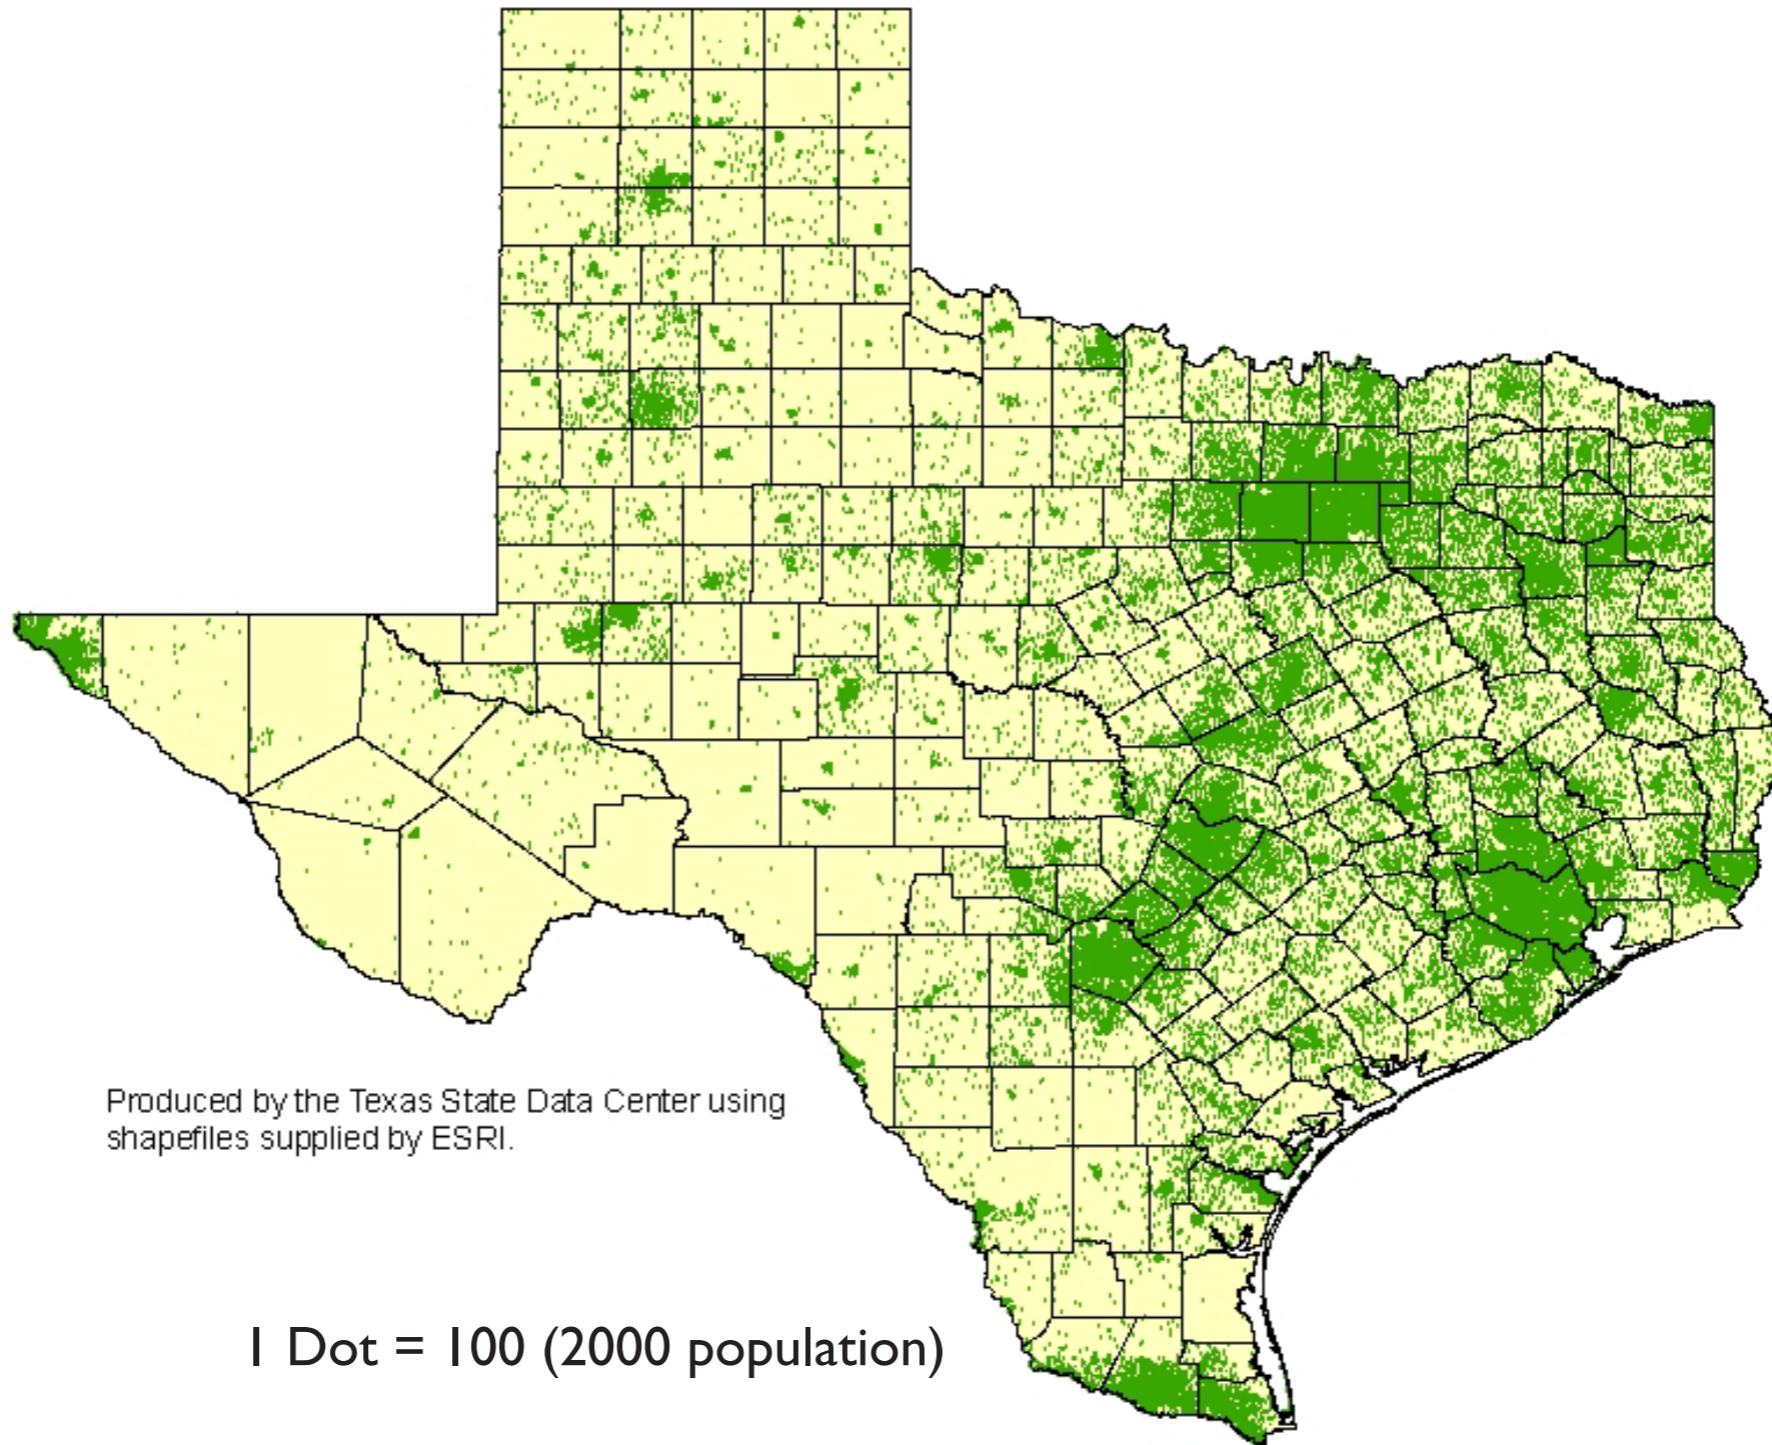 Produced by the Texas State Data Center using
shapefiles supplied by ESRI.
1 Dot = 100 (2000 population)